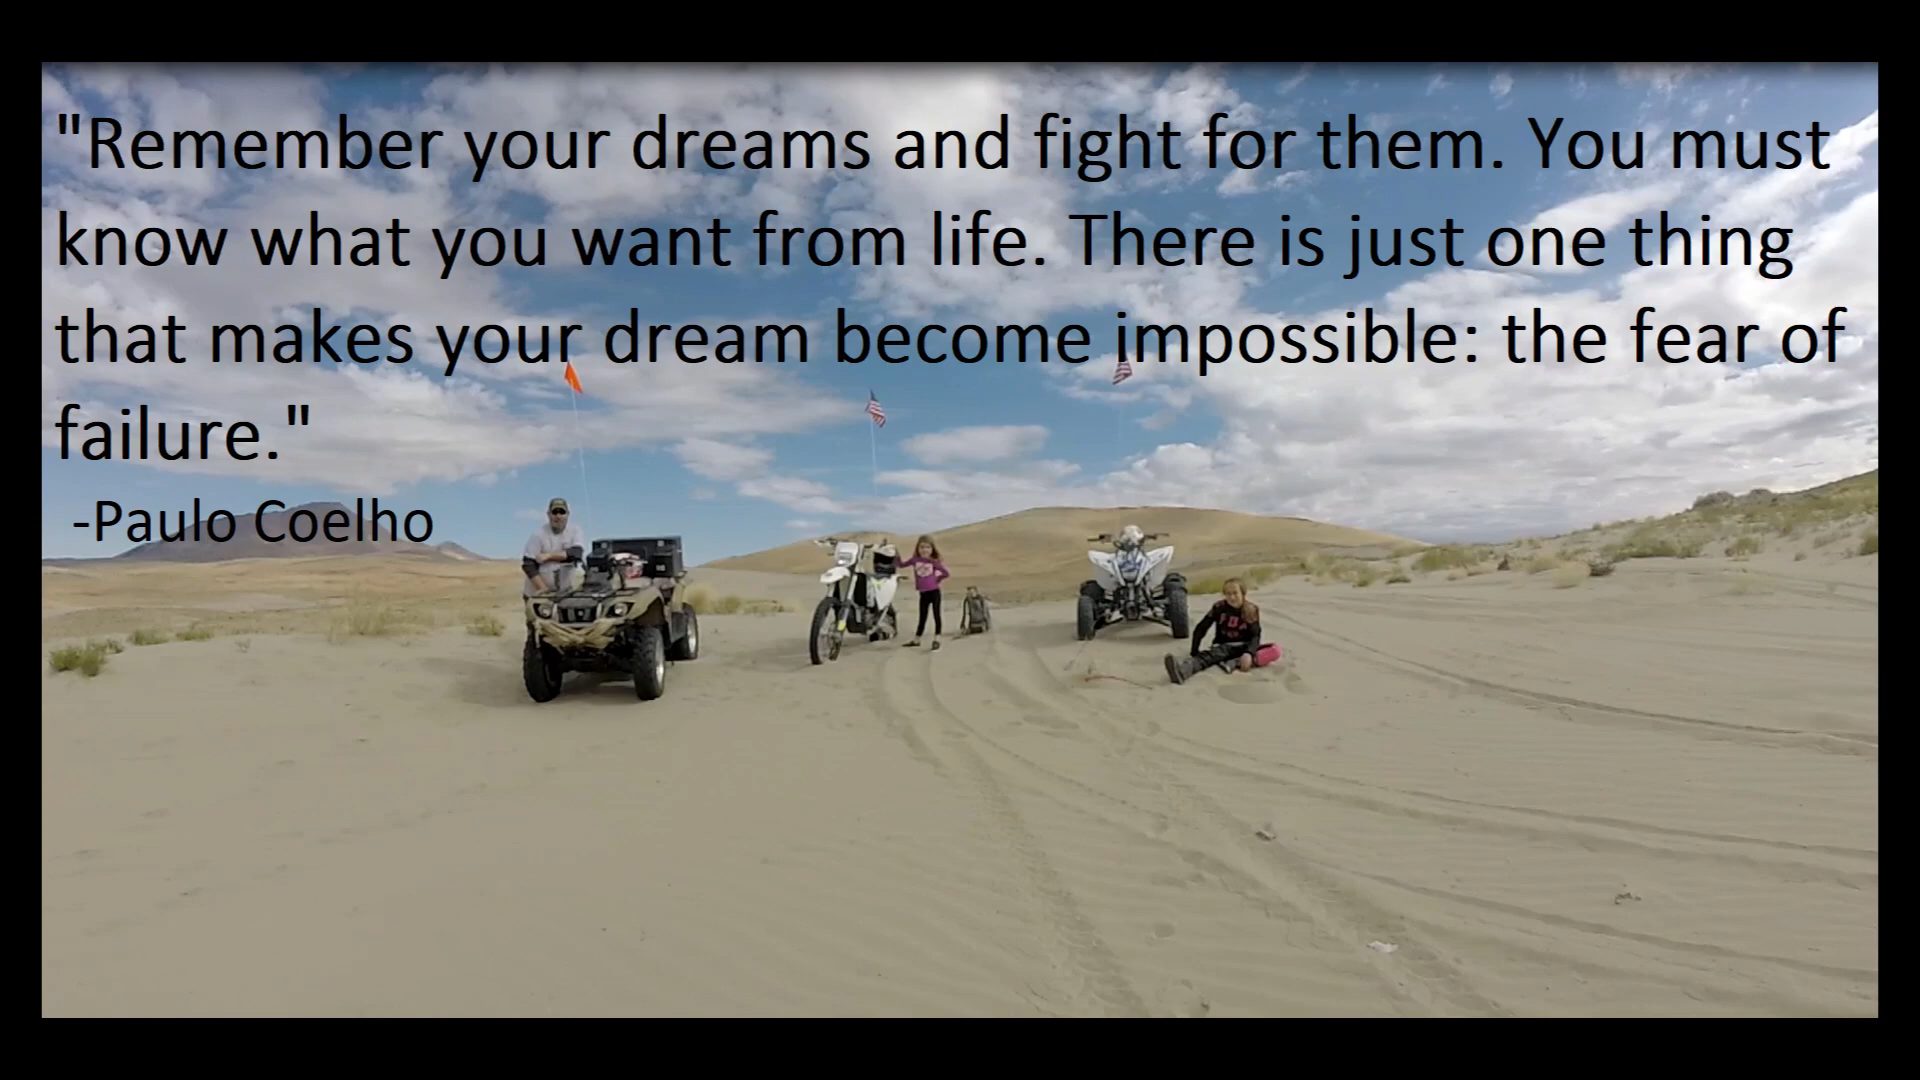 "Remember your dreams and fight for them. You must
know what you want from life. There is just one thing
that makes your dream become impossible: the fear of
failure."
-Paulo Coelho
FOX